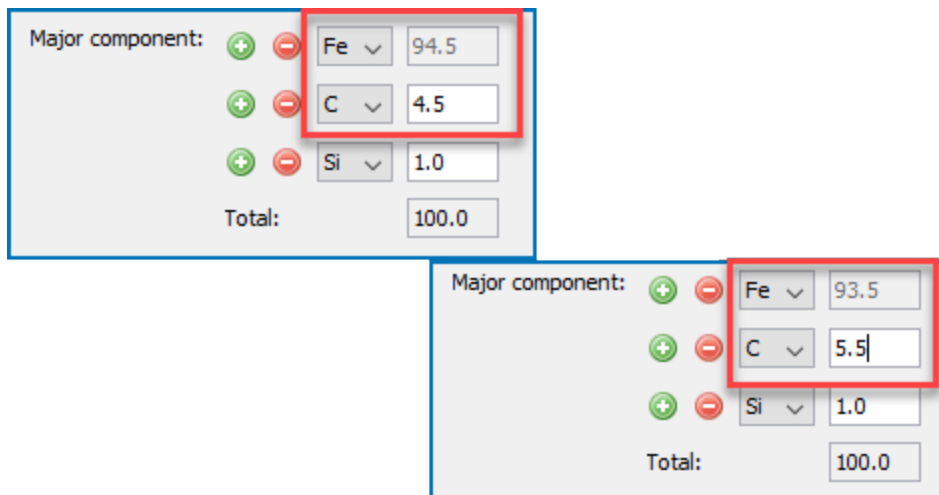 Major component: Fe 94.5
C 4.5
Si 1.0
Total: 100.0
Major component: Fe 93.5
C 5.5
Si 1.0
Total: 100.0